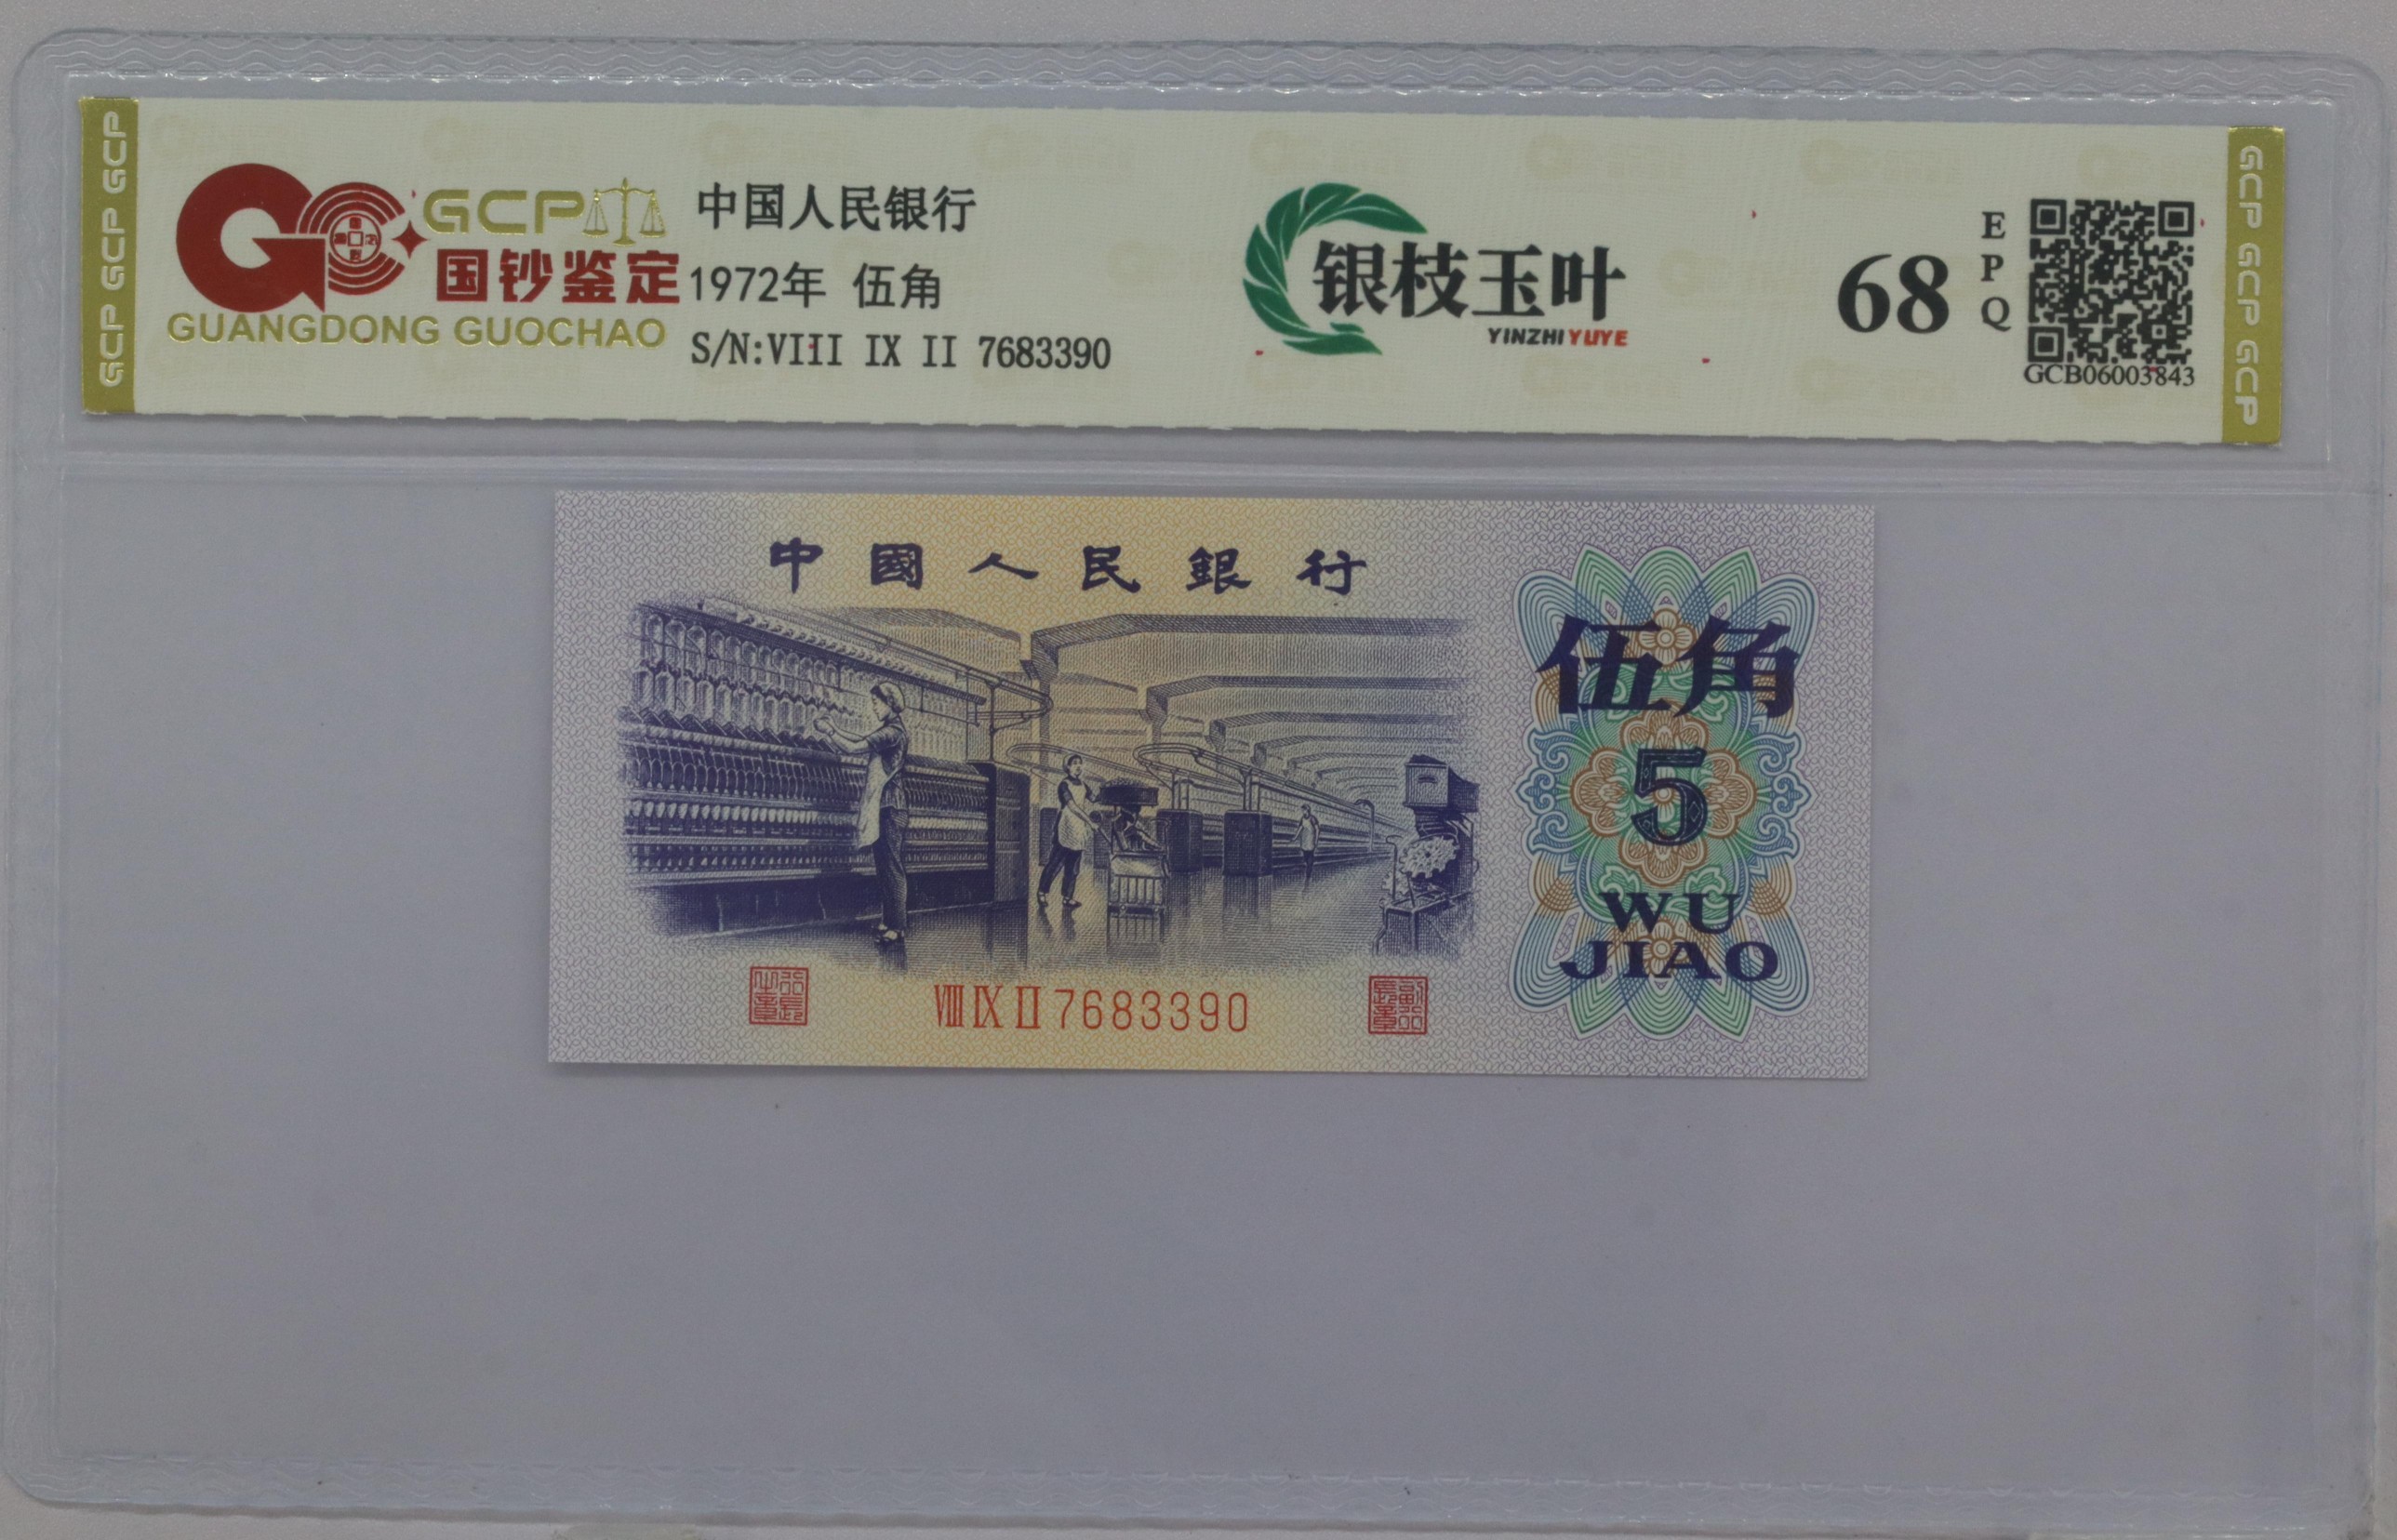 GCP GCP GCP
GCP
国钞鉴定
GUANGDONG GUOCHAO
中国人民银行
1972年 伍角
S/N:VIII IX II 7683390
银枝玉叶
YINZHI YUYE
68
EPQ
GCB06003843
GCP GCP GCP
中國人民銀行
伍角
5
WU
JIAO
VIII IX II 7683390